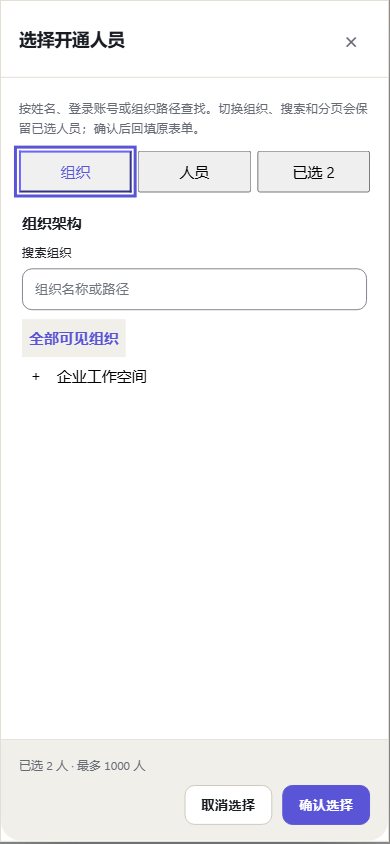 选择开通人员
×
按姓名、登录账号或组织路径查找。切换组织、搜索和分页会保
留已选人员；确认后回填原表单。
组织
人员
已选 2
组织架构
搜索组织
组织名称或路径
全部可见组织
+ 企业工作空间
已选 2 人 · 最多 1000 人
取消选择
确认选择